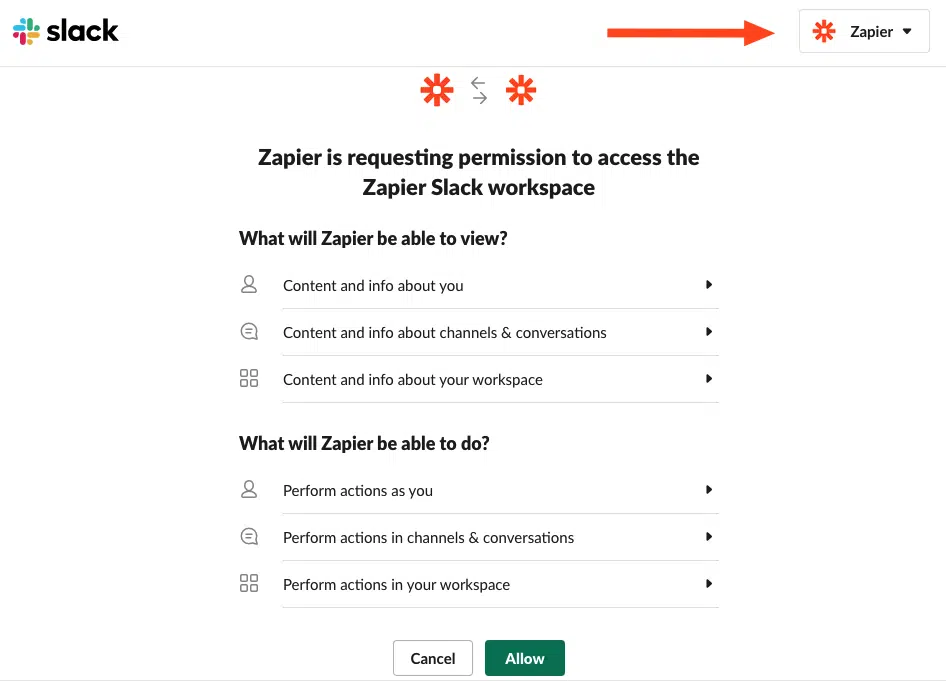 slack
Zapier
Zapier is requesting permission to access the
Zapier Slack workspace
What will Zapier be able to view?
Content and info about you
Content and info about channels & conversations
Content and info about your workspace
What will Zapier be able to do?
Perform actions as you
Perform actions in channels & conversations
Perform actions in your workspace
Cancel
Allow